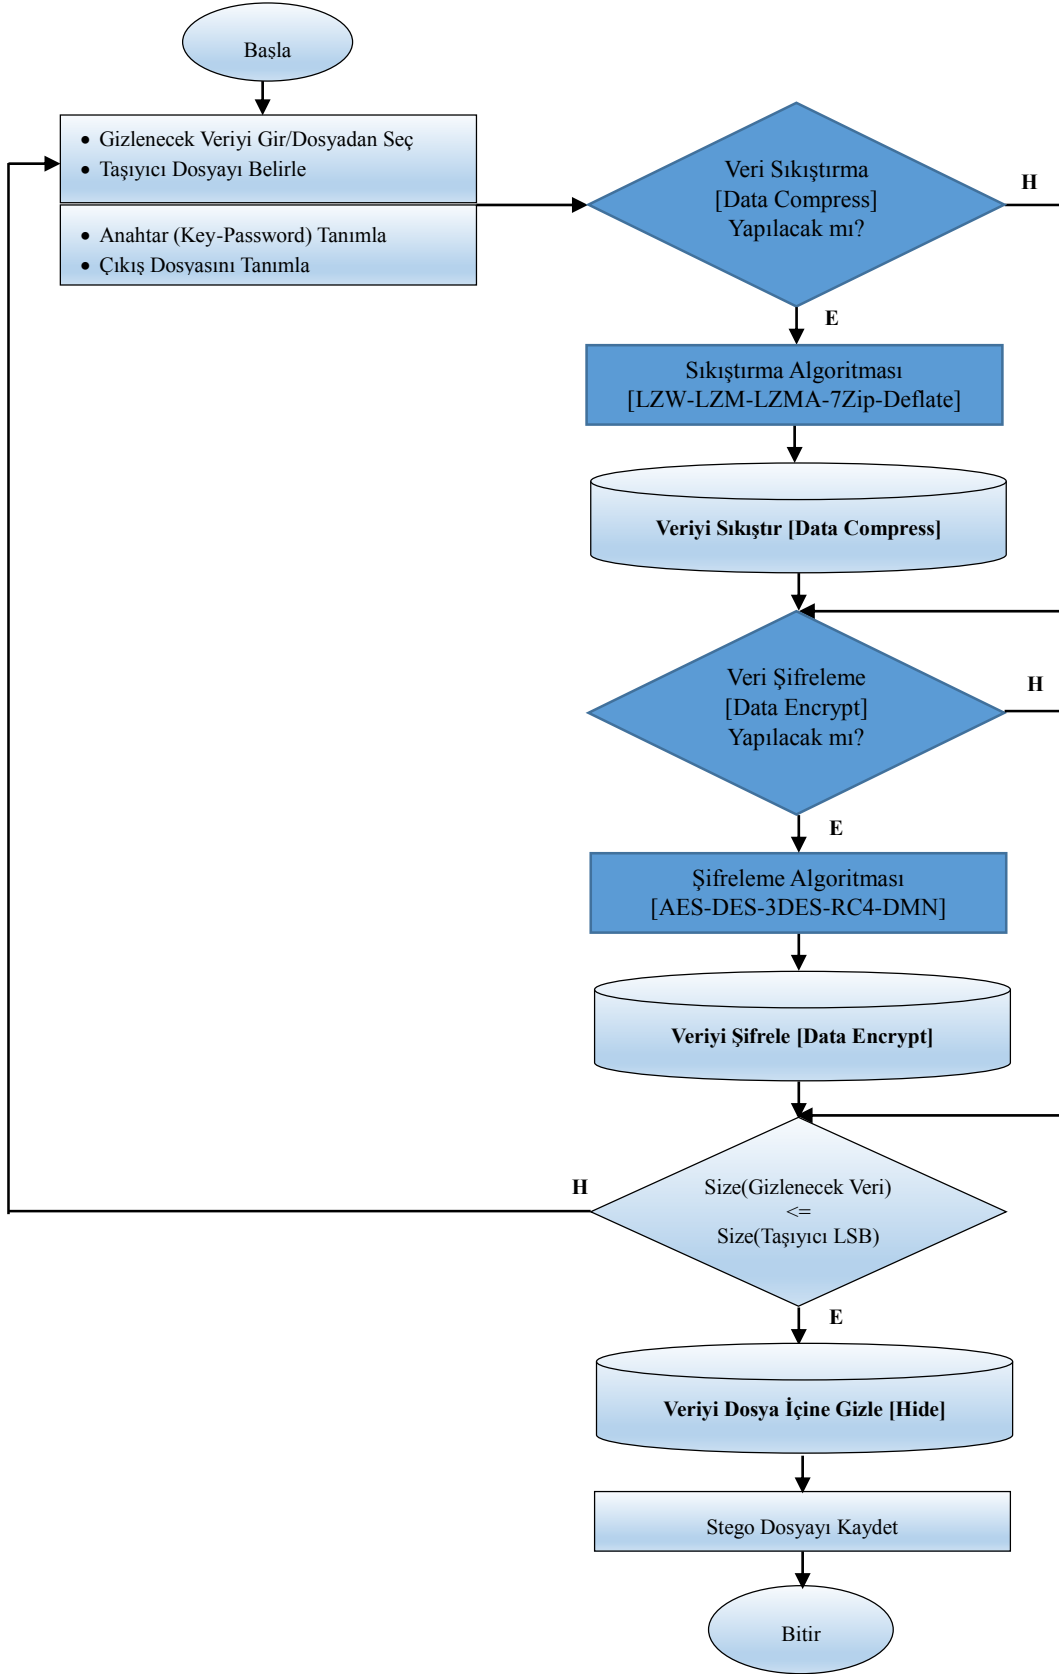 Başla
• Gizlenecek Veriyi Gir/Dosyadan Seç
• Taşıyıcı Dosyayı Belirle
• Anahtar (Key-Password) Tanımla
• Çıkış Dosyasını Tanımla
Veri Sıkıştırma
[Data Compress]
Yapılacak mı?
H
E
Sıkıştırma Algoritması
[LZW-LZM-LZMA-7Zip-Deflate]
Veriyi Sıkıştır [Data Compress]
Veri Şifreleme
[Data Encrypt]
Yapılacak mı?
H
E
Şifreleme Algoritması
[AES-DES-3DES-RC4-DMN]
Veriyi Şifrele [Data Encrypt]
H
Size(Gizlenecek Veri)
<=
Size(Taşıyıcı LSB)
E
Veriyi Dosya İçine Gizle [Hide]
Stego Dosyayı Kaydet
Bitir